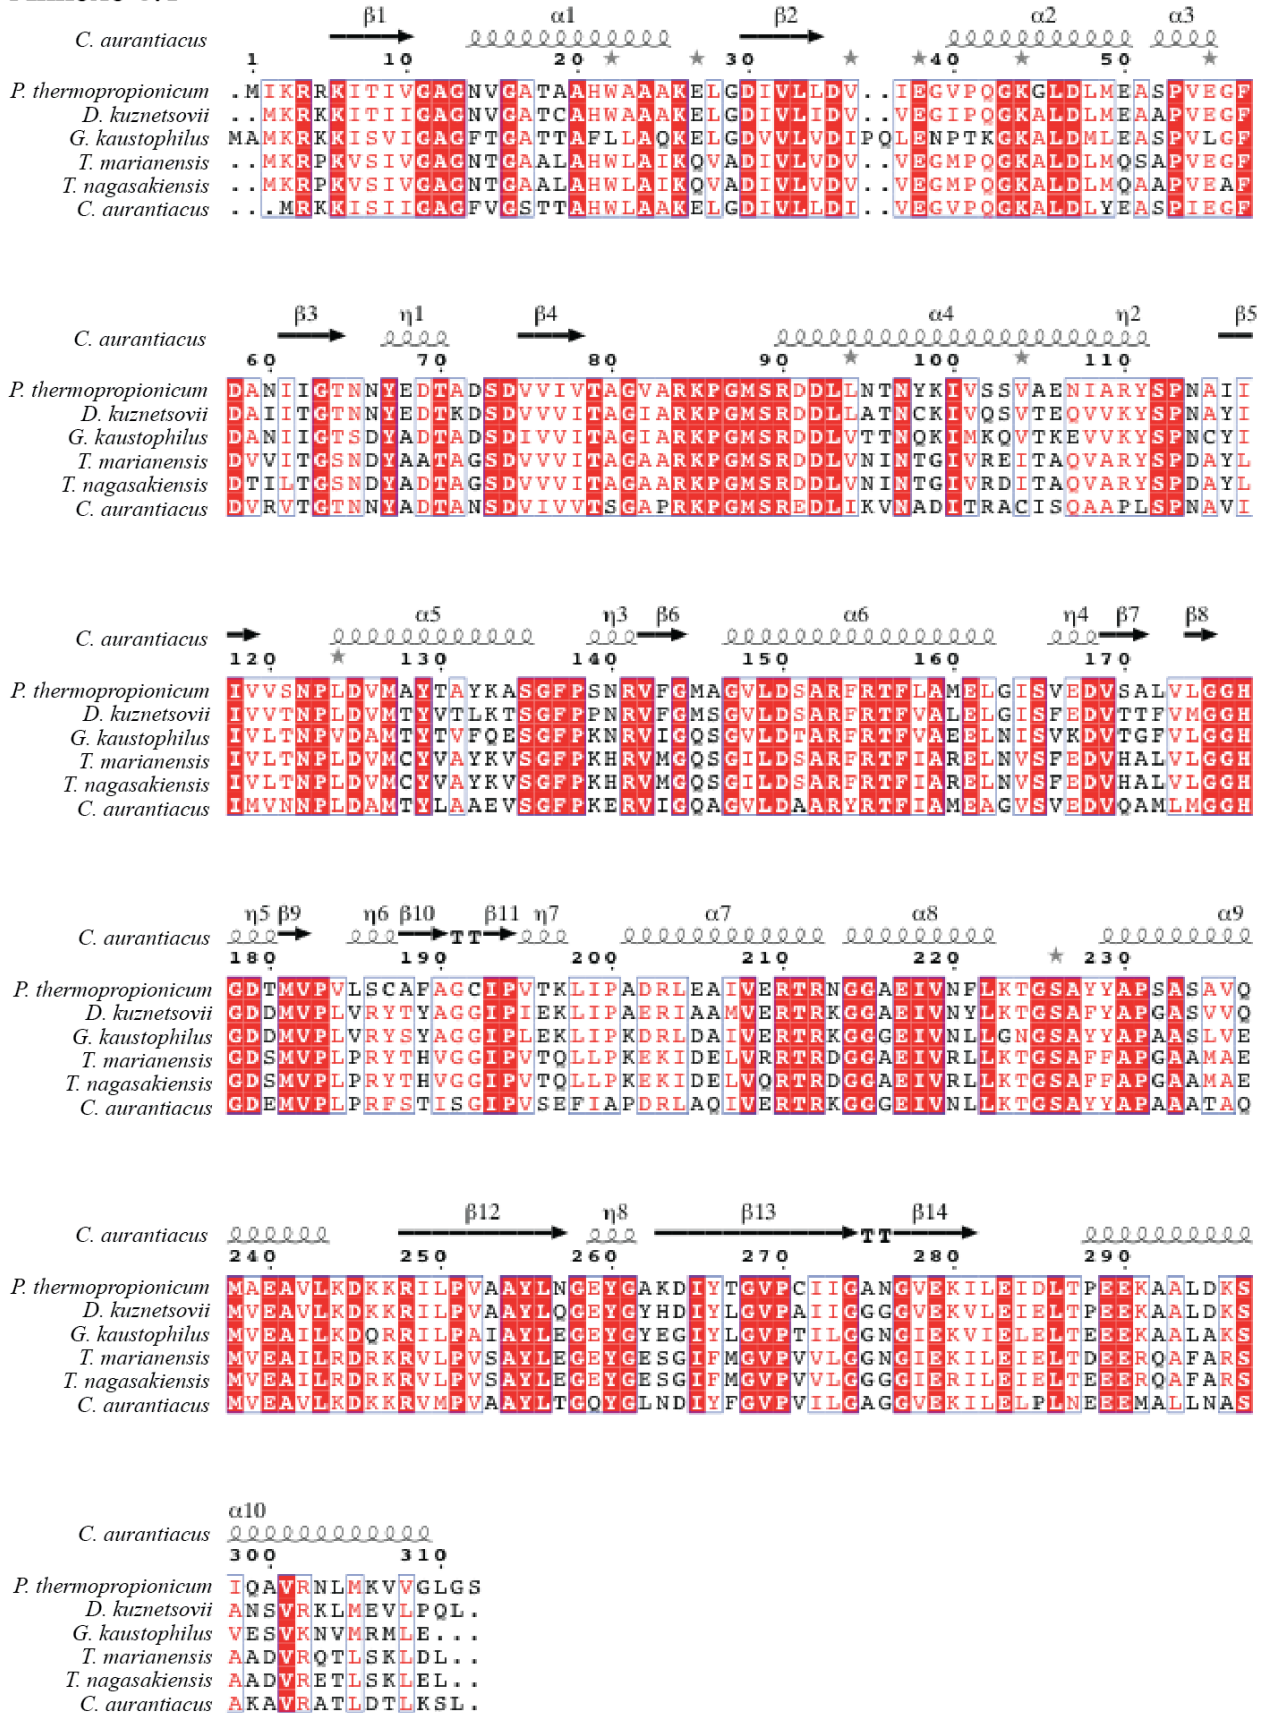 β1 α1 β2 α2 α3
C. aurantiacus
1 10 20 30 40 50
P. thermopropionicum .MIKRRKITIVGAGNVGATAAHWAAAKELGDIVLLDV..IEGVPQGKGLDLMEASPVEGF
D. kuznetsovii ..MKRKKITIIGAGNVGATCAHWAAAKELGDIVLIDV..VEGIPQGKALDLMEAAPVEGF
G. kaustophilus MAMKRKKISVIGAGFTGATTAFLLAQKELGDVVLVDIPQLENPTKGKALDMLEASPVLGF
T. marianensis ..MKRPKVSIIGAGNTGAALAHWLAIKQVADIVLVDV..VEGMPQGKALDLMQSAPVEGF
T. nagasakiensis ..MKRPKVSIVGAGNTGAALAHWLAIKQVADIVLVDV..VEGMPQGKALDLMQAAPVEAF
C. aurantiacus ...MRKKISIIGAGFVGSTTAHWLAAKELGDIVLLDI..VEGVPQGKALDLYEASPIEGF
β3 η1 β4 α4 η2 β5
C. aurantiacus
60 70 80 90 100 110
P. thermopropionicum DANIIGTNNYEDTADSDVVIVTAGVARKPGMSRDDLLNTNYKIVSSVAENIARYSPNAII
D. kuznetsovii DAIITGTNNYEDTKDSDVVVITAGIARKPGMSRDDLLATNCKIVQSVTEQVVKYSPNAYI
G. kaustophilus DANIIGTSDYADTADSDIVVITAGIARKPGMSRDDLVTTNQKIMKQVTKEVVKYSPNCYI
T. marianensis DVVITGSNDYAATAGSDVVVITAGAARKPGMSRDDLVNINTGIVREITAQVARYSPDAYL
T. nagasakiensis DTILTGSNDYADTAGSDVVVITAGAARKPGMSRDDLVNINTGIVRDITAQVARYSPDAYL
C. aurantiacus DVRVTGTNNYADTANSDVIVVTSGAPRKPGMSREDLIKVNADITRACISQAAPLSPNAVI
α5 η3 β6 α6 η4 β7 β8
C. aurantiacus
120 130 140 150 160 170
P. thermopropionicum IVVSNPLDVMAYTAYKASGFPSNRVFGMAGVLDSARFRTFLAMELGISVEDVSALVLGGH
D. kuznetsovii IVVTNPLDVMTYVTLKTSGFPPNRVFGMSGVLDSARFRTFVALELGISFEDVTTFVMGGH
G. kaustophilus IVLTNPVDAMTYTVFQESGFPKNRVIGQSGVLDTARFRTFVAEELNISVKDVTGFVLGGH
T. marianensis IVLTNPLDVMCYVAYKVSGFPKHRVMGQSGILDSARFRTFIARELNVSFEDVHALVLGGH
T. nagasakiensis IVLTNPLDVMCYVAYKVSGFPKHRVMGQSGILDSARFRTFIARELNVSFEDVHALVLGGH
C. aurantiacus IMVNNPLDAMTYLAAEVSGFPKERVIGQAGVLDAARYRTFIAMEAGVSVEDVQAMLMGGH
η5 β9 η6 β10 β11 η7 α7 α8 α9
C. aurantiacus TT
180 190 200 210 220 230
P. thermopropionicum GDTMVPVLSCAFAGCIPVTKLIPADRLEAIVERTRNGGAEIVNFLKTGSAYYAPSASAVQ
D. kuznetsovii GDDMVPLVRYTYAGGIPIEKLIPAERIAAMVERTRKGGAEIVNYLKTGSAFYAPGASVVQ
G. kaustophilus GDDMVPLVRYSYAGGIPLEKLIPKDRLDAIVERTRKGGGEIVNLLGNGSAYYAPAASLVE
T. marianensis GDSMVPLPRYTHVGGIPVTQLLPKEKIDELVRRTRDGGAEIVRLLKTGSAFFAPGAAMAE
T. nagasakiensis GDSMVPLPRYTHVGGIPVTQLLPKEKIDELVQRTRDGGAEIVRLLKTGSAFFAPGAAMAE
C. aurantiacus GDEMVPLPRFSTISGIPVSEFIAPDRLAQIVERTRKGGGEIVNLLKTGSAYYAPAAATAQ
β12 η8 β13 β14
C. aurantiacus TT
240 250 260 270 280 290
P. thermopropionicum MAEAVLKDKKRILPVAAYLNGEYGAKDIYTGVPCIIGANGVEKILEIDLTPEEKAALDKS
D. kuznetsovii MVEAVLKDKKRILPVAAYLQGEYGYHDIYLGVPAILGGGGVEKVLEIELTPEEKAALDKS
G. kaustophilus MVEAILKDQRRILPAIAYLEGEYGYEGIYLGVPTILGGNGIEKVIELELTEEEKAALAKS
T. marianensis MVEAILRDRKRVLPVSAYLEGEYGESGIFMGVPVVLGGNGIEKILEIELTDEERQAFARS
T. nagasakiensis MVEAILRDRKRVLPVSAYLEGEYGESGIFMGVPVVLGGGGIERILEIELTEEERQAFARS
C. aurantiacus MVEAVLKDKKRVMPVAAYLTGQYGLNDIYFGVPVILGAGGVEKILELPLNEEEMALLNAS
α10
C. aurantiacus
300 310
P. thermopropionicum IQAVRNLMKVVGLGS
D. kuznetsovii ANSVRKLMEVLPQL.
G. kaustophilus VESVKNVMRMLE...
T. marianensis AADVRQTLSKLDL..
T. nagasakiensis AADVRETLSKLEL..
C. aurantiacus AKAVRATLDTLKSL.